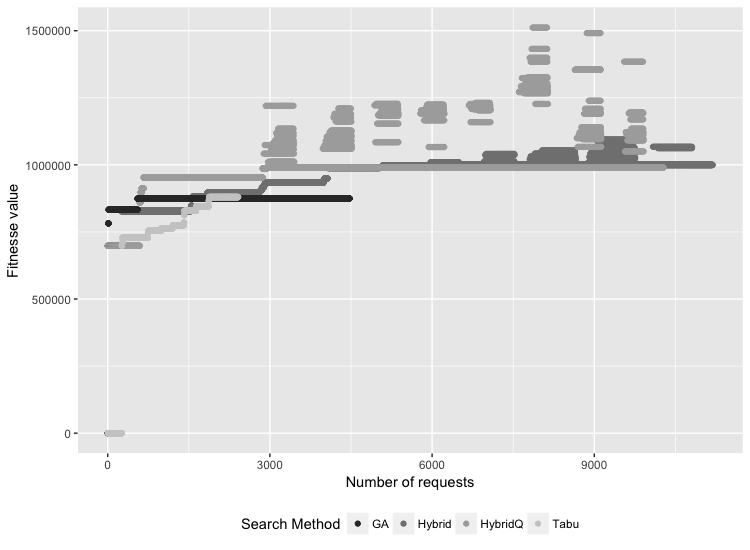 1500000
1000000
500000
0
Fitnesse value
0 3000 6000 9000
Number of requests
Search Method GA Hybrid HybridQ Tabu